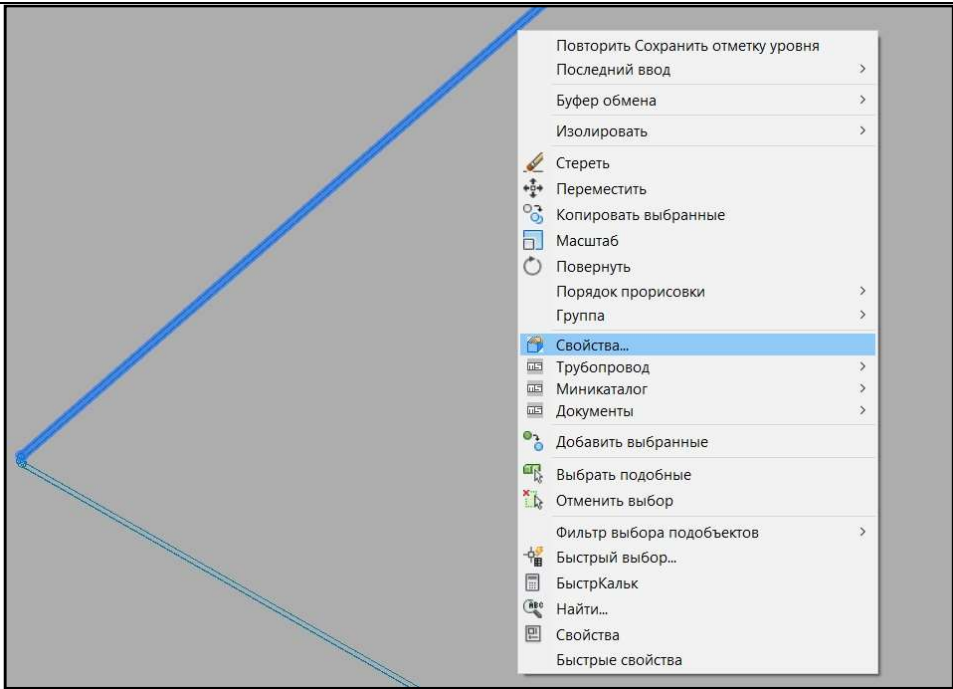 Повторить Сохранить отметку уровня
Последний ввод
Буфер обмена
Изолировать
Стереть
Переместить
Копировать выбранные
Масштаб
Повернуть
Порядок прорисовки
Группа
Свойства...
Трубопровод
Миникаталог
Документы
Добавить выбранные
Выбрать подобные
Отменить выбор
Фильтр выбора подобъектов
Быстрый выбор...
БыстрКальк
Найти...
Свойства
Быстрые свойства